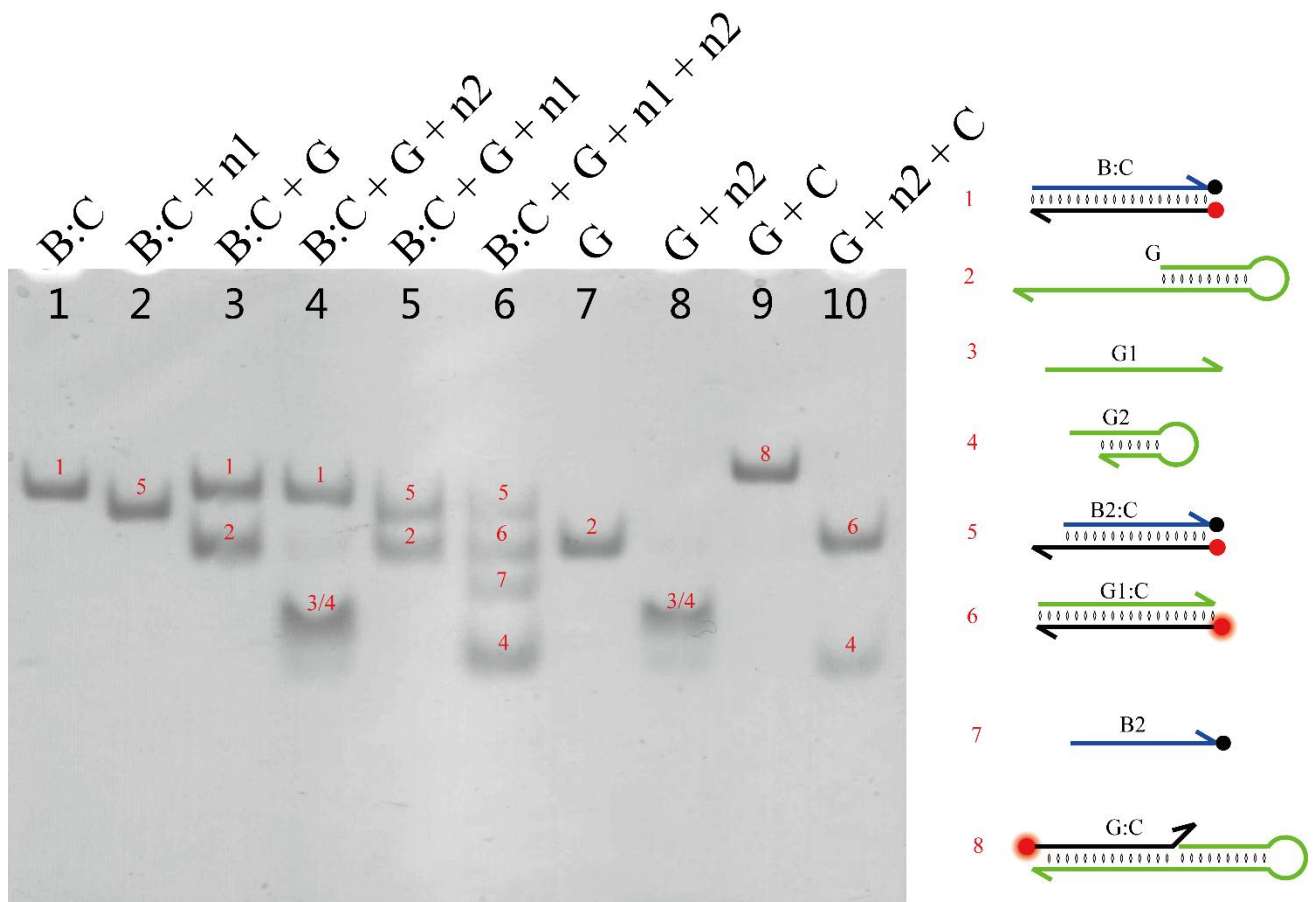 B:C
B:C + n1
B:C + G
B:C + G + n2
B:C + G + n1
B:C + G + n1 + n2
G
G + n2
G + C
G + n2 + C
1 2 3 4 5 6 7 8 9 10
1 5 1 2 1 3/4 5 2 5 6 7 4 2 3/4 8 6 4
1 B:C
2 G
3 G1
4 G2
5 B2:C
6 G1:C
7 B2
8 G:C